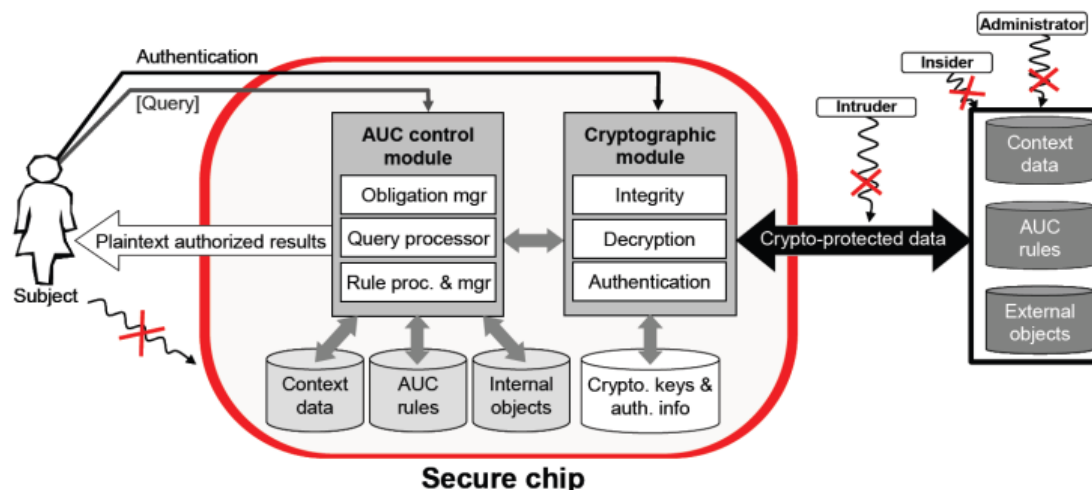 Administrator
Authentication
Insider
[Query]
Intruder
AUC control
module
Cryptographic
module
Context
data
Obligation mgr
Integrity
Plaintext authorized results
Query processor
Decryption
Crypto-protected data
AUC
rules
Rule proc. & mgr
Authentication
Subject
External
objects
Context
data
AUC
rules
Internal
objects
Crypto. keys &
auth. info
Secure chip